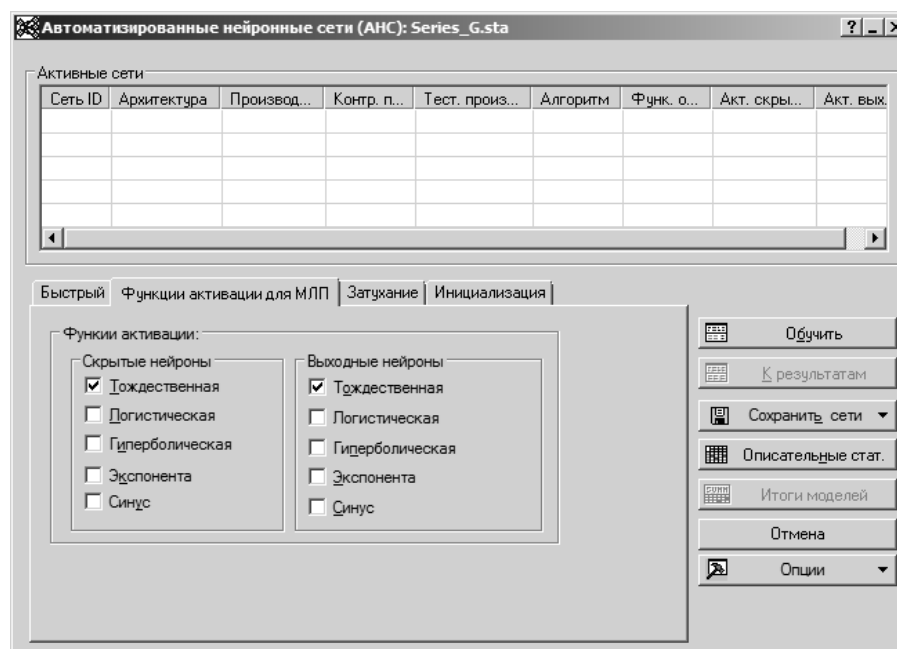 Автоматизированные нейронные сети (АНС): Series_G.sta
Активные сети
Сеть ID Архитектура Производ... Контр. п... Тест. произ... Алгоритм Функ. о... Акт. скры... Акт. вых.
Быстрый Функции активации для МЛП Затухание Инициализация
Функии активации:
Скрытые нейроны
Тождественная
Логистическая
Гиперболическая
Экспонента
Синус
Выходные нейроны
Тождественная
Логистическая
Гиперболическая
Экспонента
Синус
Обучить
К результатам
Сохранить сети
Описательные стат.
Итоги моделей
Отмена
Опции